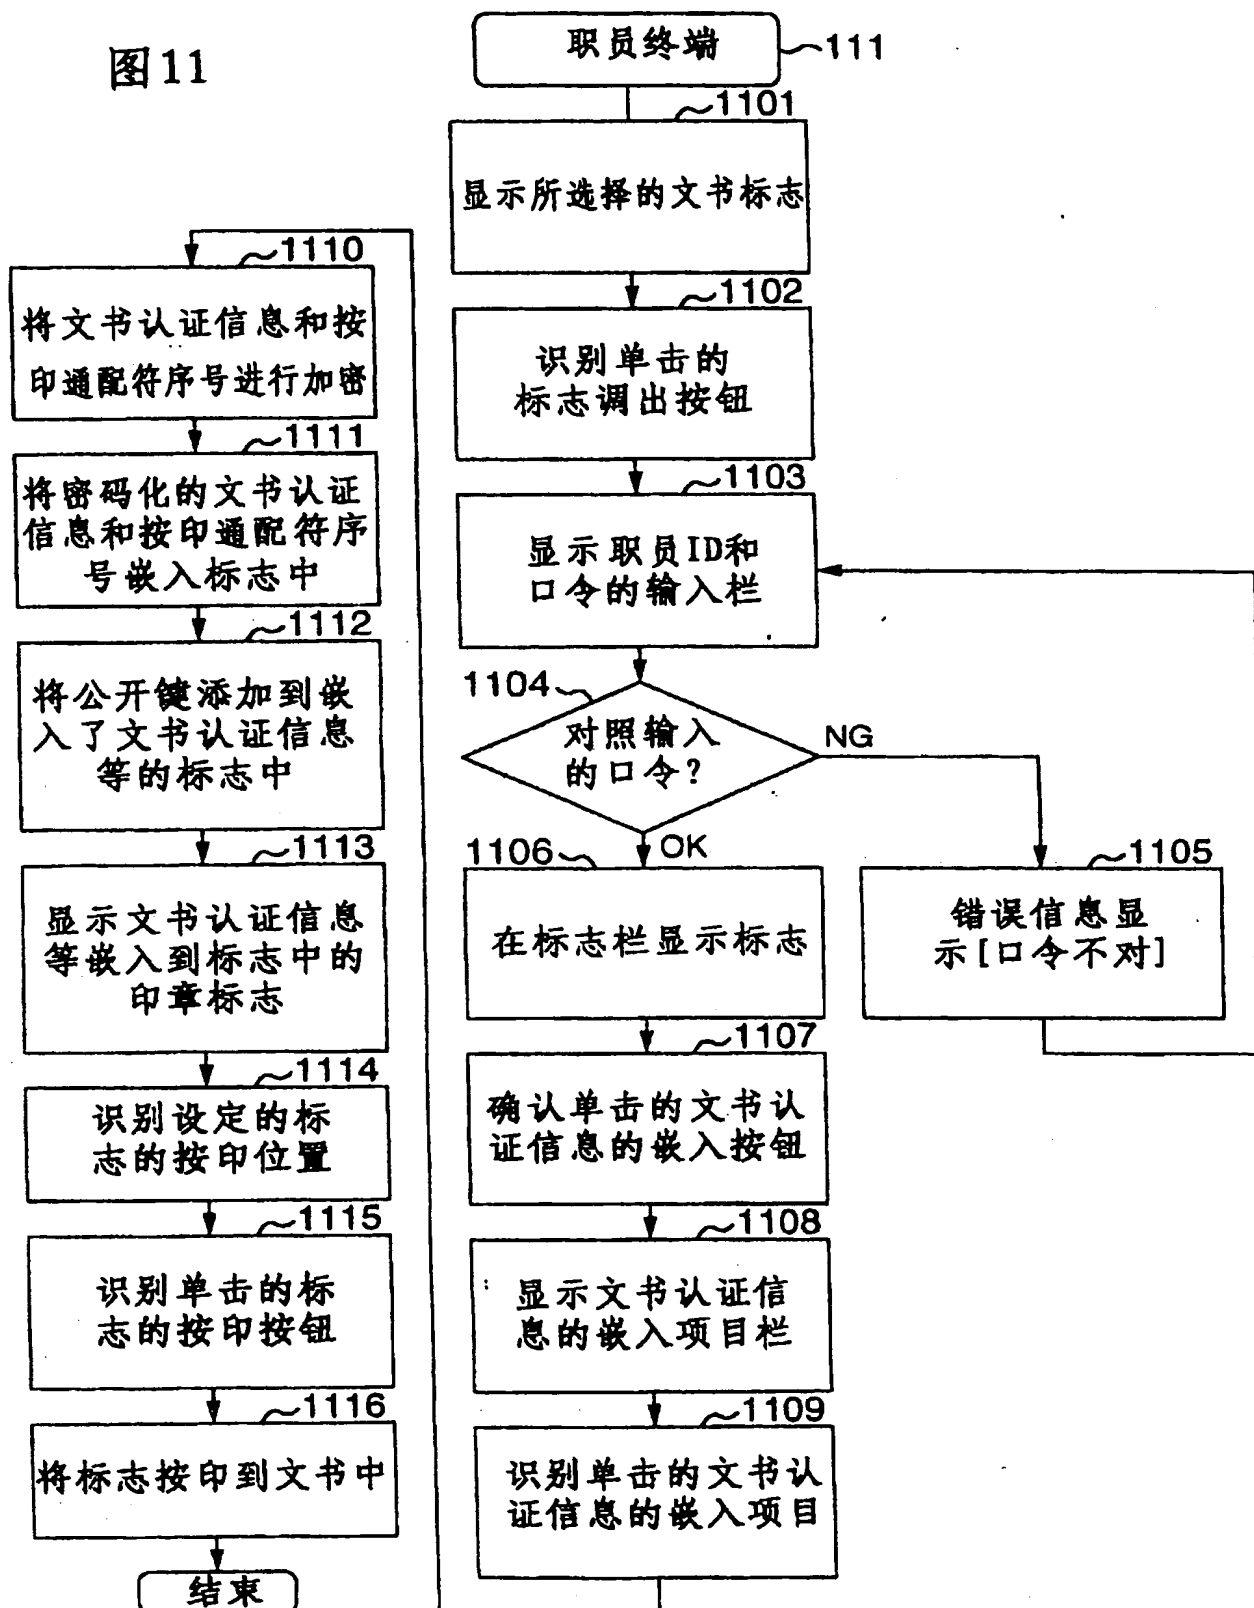 图11
职员终端
111
1101
显示所选择的文书标志
1102
识别单击的
标志调出按钮
1103
显示职员ID和
口令的输入栏
1104
对照输入
的口令?
NG
OK
1105
错误信息显
示[口令不对]
1106
在标志栏显示标志
1107
确认单击的文书认
证信息的嵌入按钮
1108
显示文书认证信
息的嵌入项目栏
1109
识别单击的文书认
证信息的嵌入项目
1110
将文书认证信息和按
印通配符序号进行加密
1111
将密码化的文书认证
信息和按印通配符序
号嵌入标志中
1112
将公开键添加到嵌
入了文书认证信息
等的标志中
1113
显示文书认证信息
等嵌入到标志中的
印章标志
1114
识别设定的标
志的按印位置
1115
识别单击的标
志的按印按钮
1116
将标志按印到文书中
结束